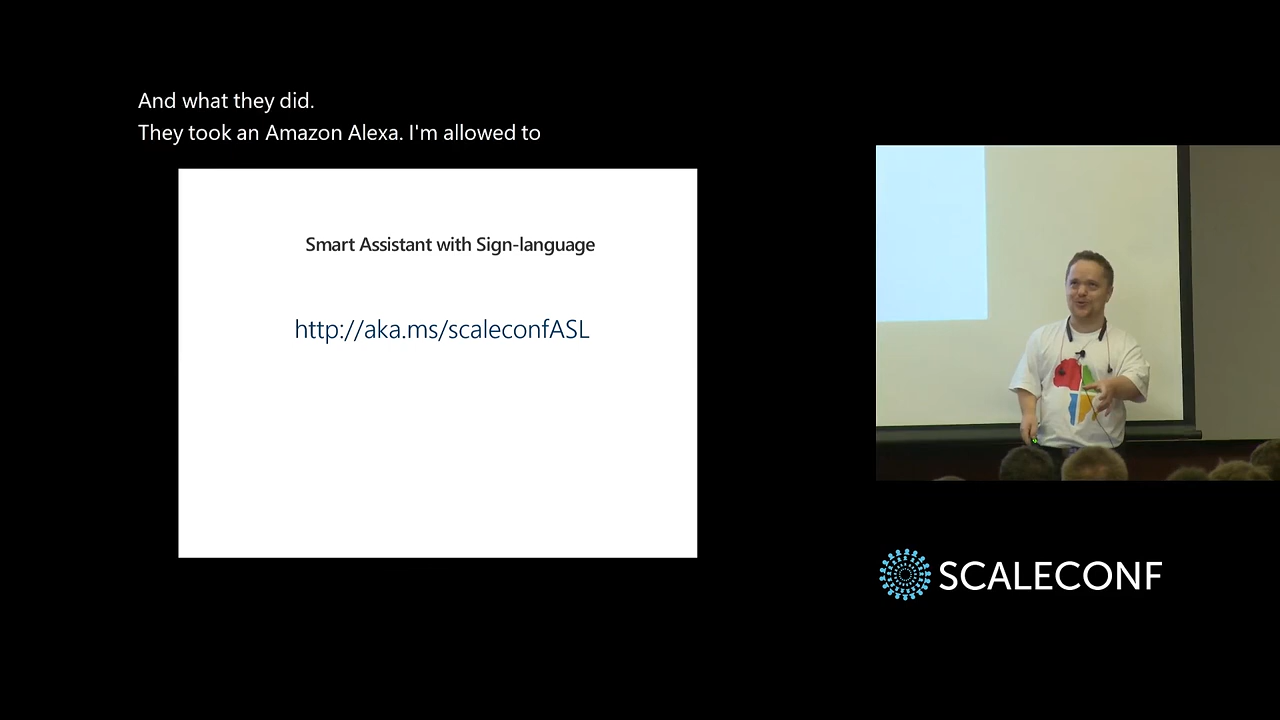 And what they did.
They took an Amazon Alexa. I'm allowed to
Smart Assistant with Sign-language
http://aka.ms/scaleconfASL
SCALECONF